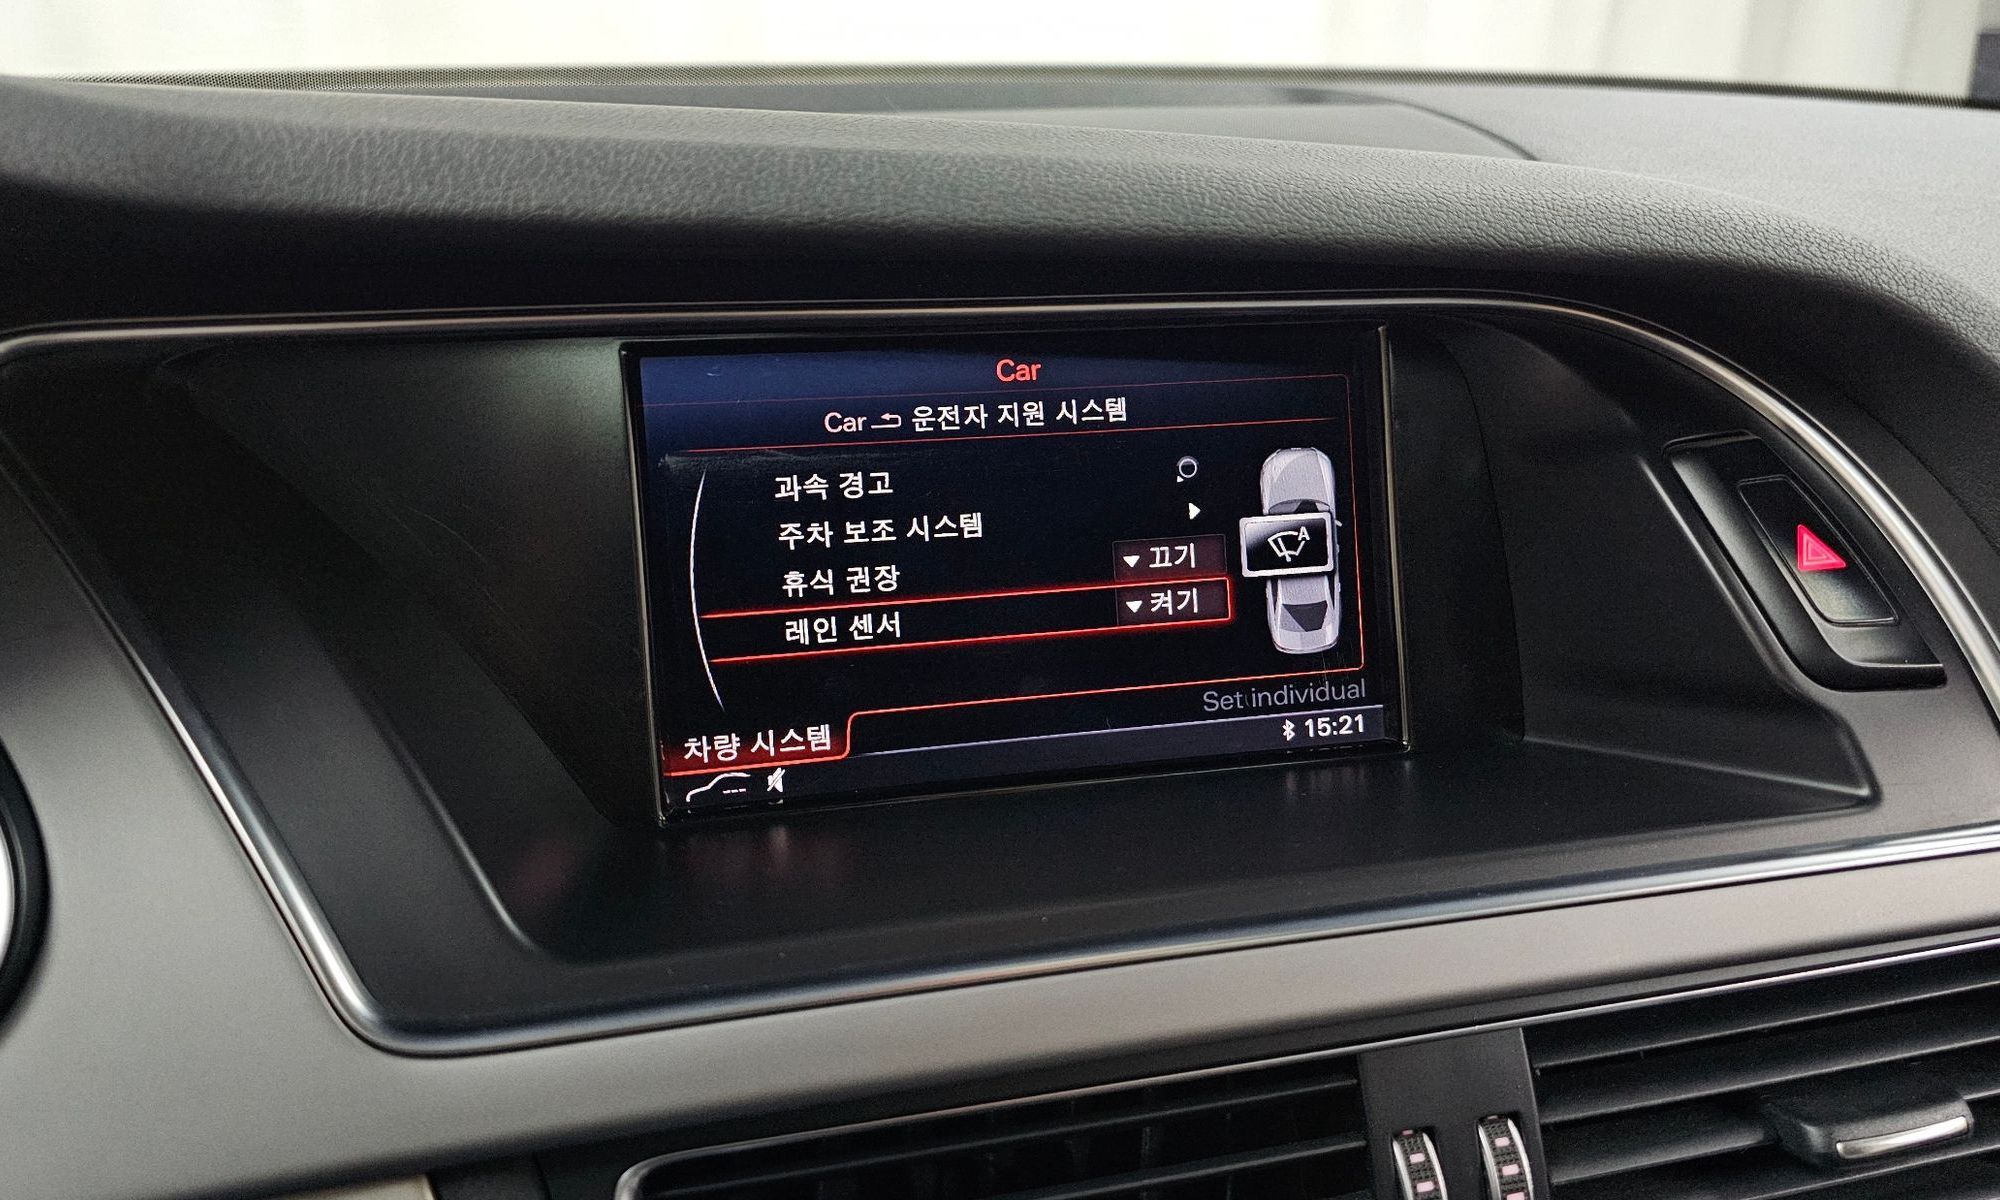 Car
Car 운전자 지원 시스템
과속 경고
주차 보조 시스템
휴식 권장 끄기
레인 센서 켜기
A
Set individual
차량 시스템 15:21